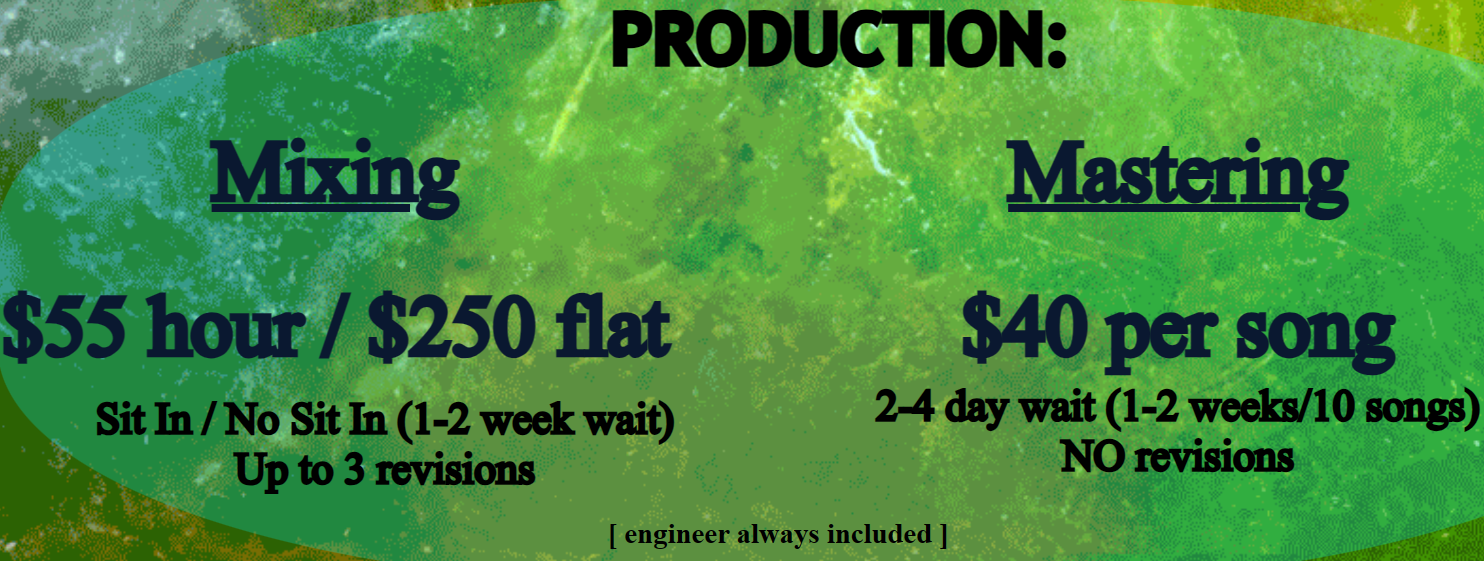 PRODUCTION:
Mixing
Mastering
$55 hour / $250 flat
$40 per song
Sit In / No Sit In (1-2 week wait)
2-4 day wait (1-2 weeks/10 songs)
Up to 3 revisions
NO revisions
[ engineer always included ]